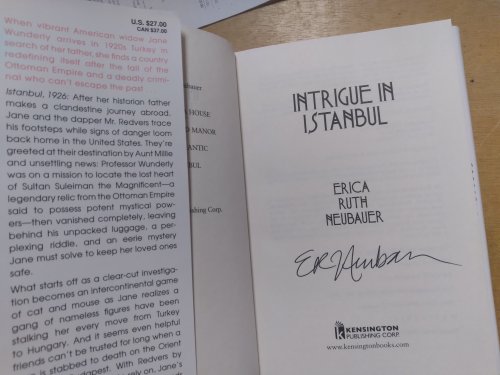 U.S. $27.00
CAN $37.00
When vibrant American widow Jane
Wunderly arrives in 1920s Turkey in
search of her father, she finds a country
redefining itself after the fall of the
Ottoman Empire and a deadly crimi-
nal who can't escape the past . . .
Istanbul, 1926: After her historian father
makes a clandestine journey abroad,
Jane and the dapper Mr. Redvers trace
his footsteps while signs of danger loom
back home in the United States. They're
greeted at their destination by Aunt Millie
and unsettling news: Professor Wunderly
was on a mission to locate the lost heart
of Sultan Suleiman the Magnificent—a
legendary relic from the Ottoman Empire
said to possess potent mystical pow-
ers—then vanished completely, leaving
behind his unpacked luggage, a per-
plexing riddle, and an eerie mystery
Jane must solve to keep her loved ones
safe.
What starts off as a clear-cut investiga-
tion becomes an intercontinental game
of cat and mouse as Jane realizes a
gang of nameless figures have been
stalking her every move from Turkey
to Hungary. And it seems even helpful
friends can't be trusted for long when a
is stabbed to death on the Orient
With Redvers by
rely on, Jane's
HOUSE
MANOR
ANTIC
BUL
shing Corp.
INTRIGUE IN
ISTANBUL
ERICA
RUTH
NEUBAUER
KENSINGTON
PUBLISHING CORP.
www.kensingtonbooks.com